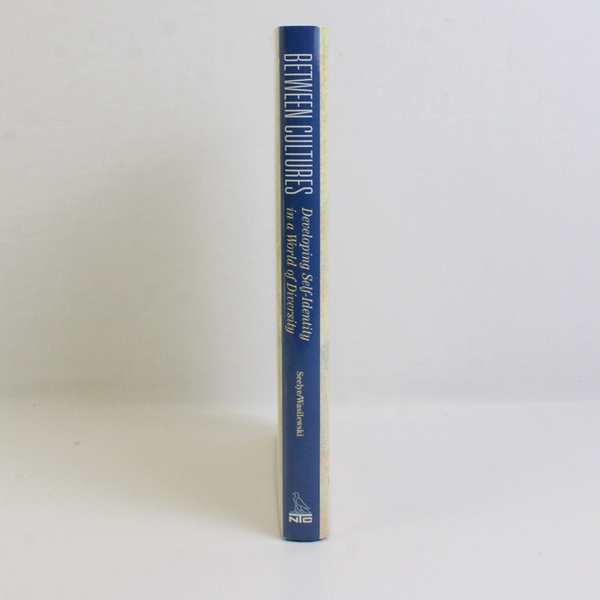 BETWEEN CULTURES
Developing Self-Identity
in a World of Diversity
Seelye/Wasilewski
NTC